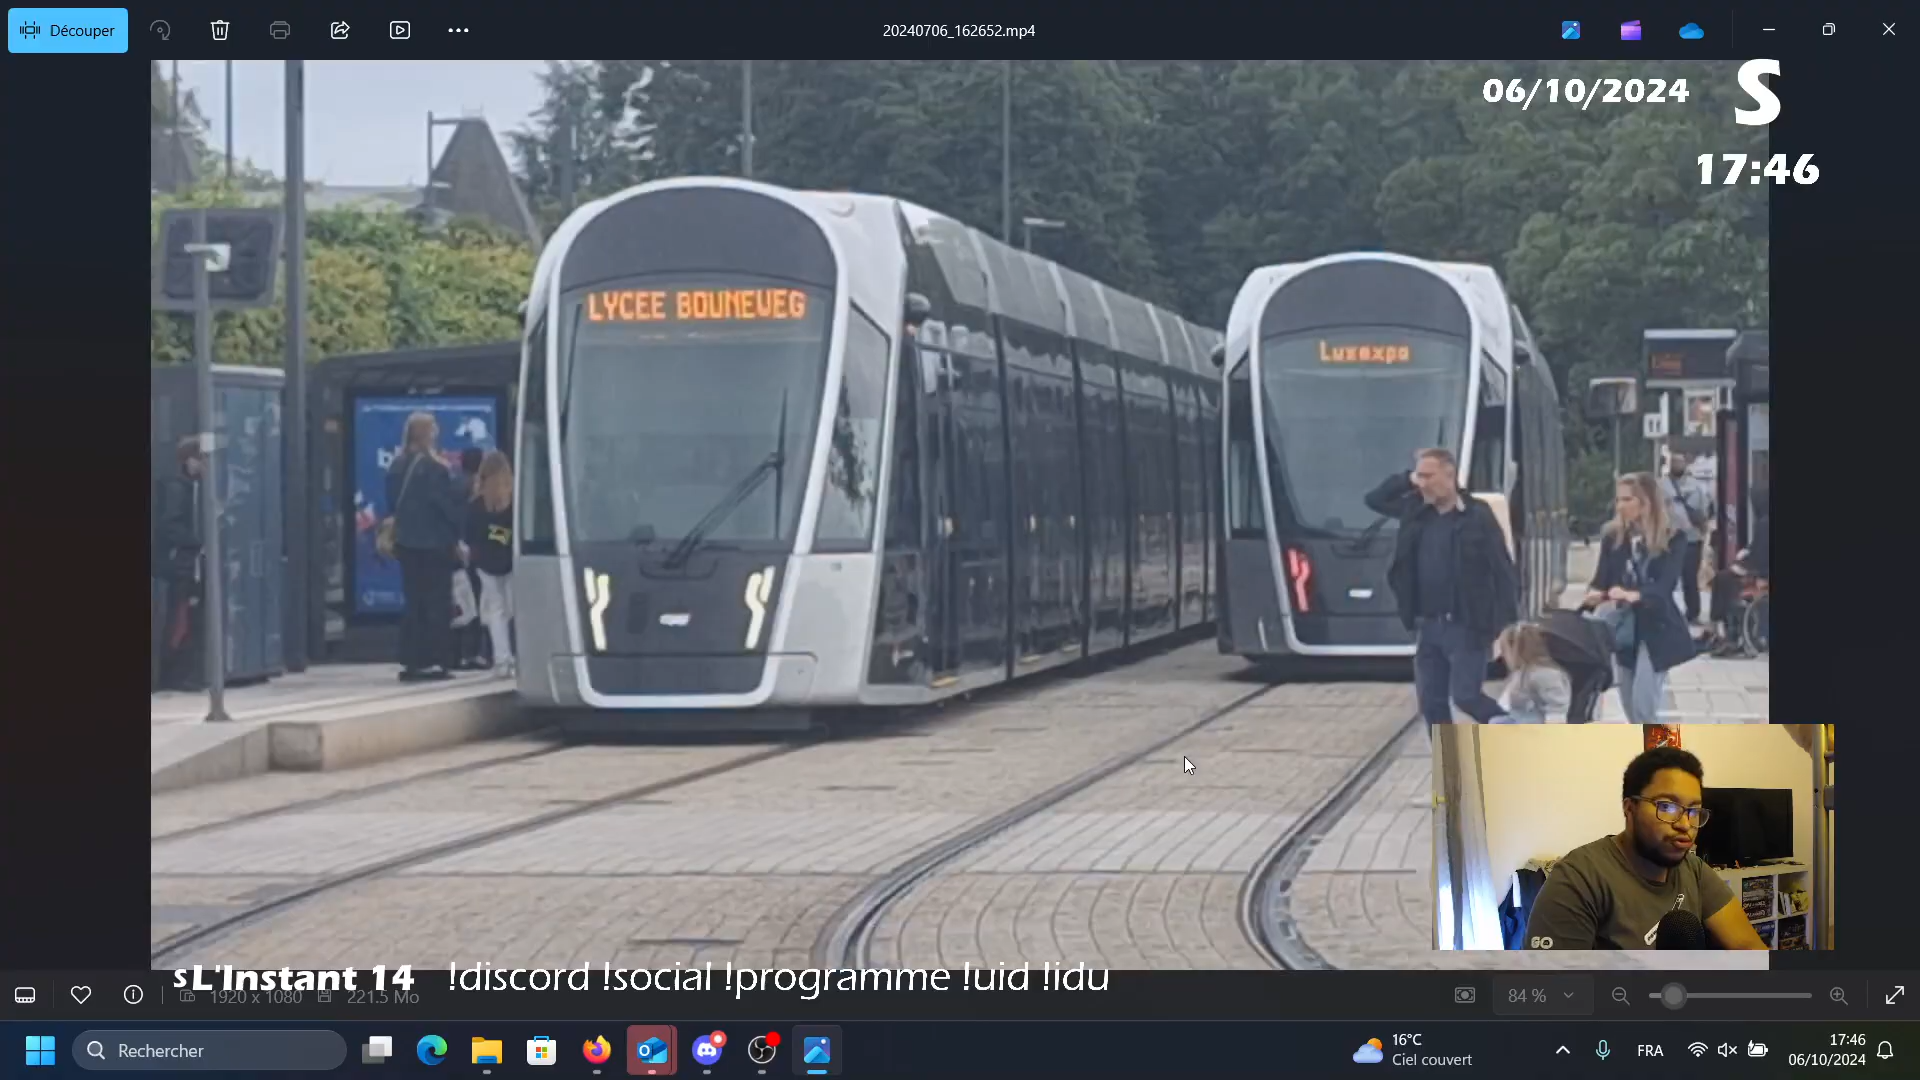 Découper
20240706_162652.mp4
06/10/2024
S
17:46
LYCEE BOUNEWEG
Luxexpo
sL'Instant 14
!discord !social !programme !uid !idu
1920 x 1080
221.5 Mo
84 %
Rechercher
16°C
Ciel couvert
FRA
17:46
06/10/2024